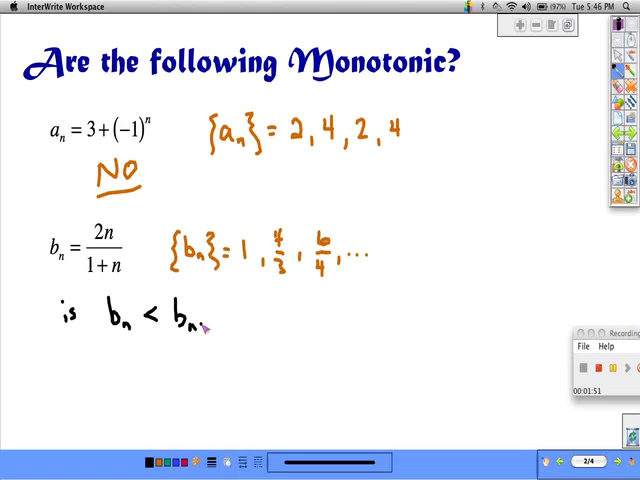 InterWrite Workspace
(97%) Tue 5:46 PM
Are the following Monotonic?
aₙ = 3 + (−1)ⁿ {aₙ} = 2, 4, 2, 4
NO
bₙ = 2n/(1 + n) {bₙ} = 1, 4/3, 6/4, ...
is bₙ < bₙ
Recording
File Help
00:01:51
2/4